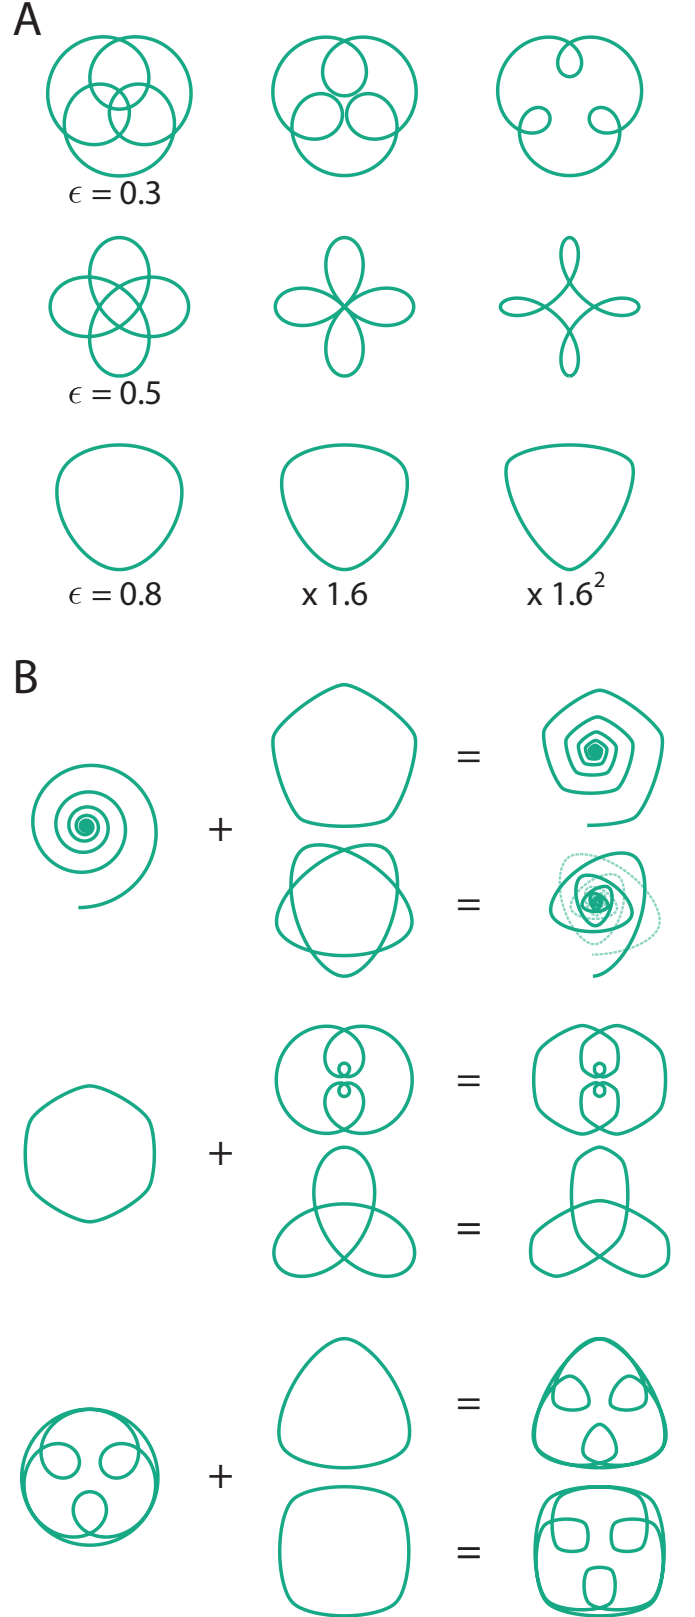 A
ϵ = 0.3
ϵ = 0.5
ϵ = 0.8 x 1.6 x 1.6²
B
=
+
=
=
+
=
=
+
=